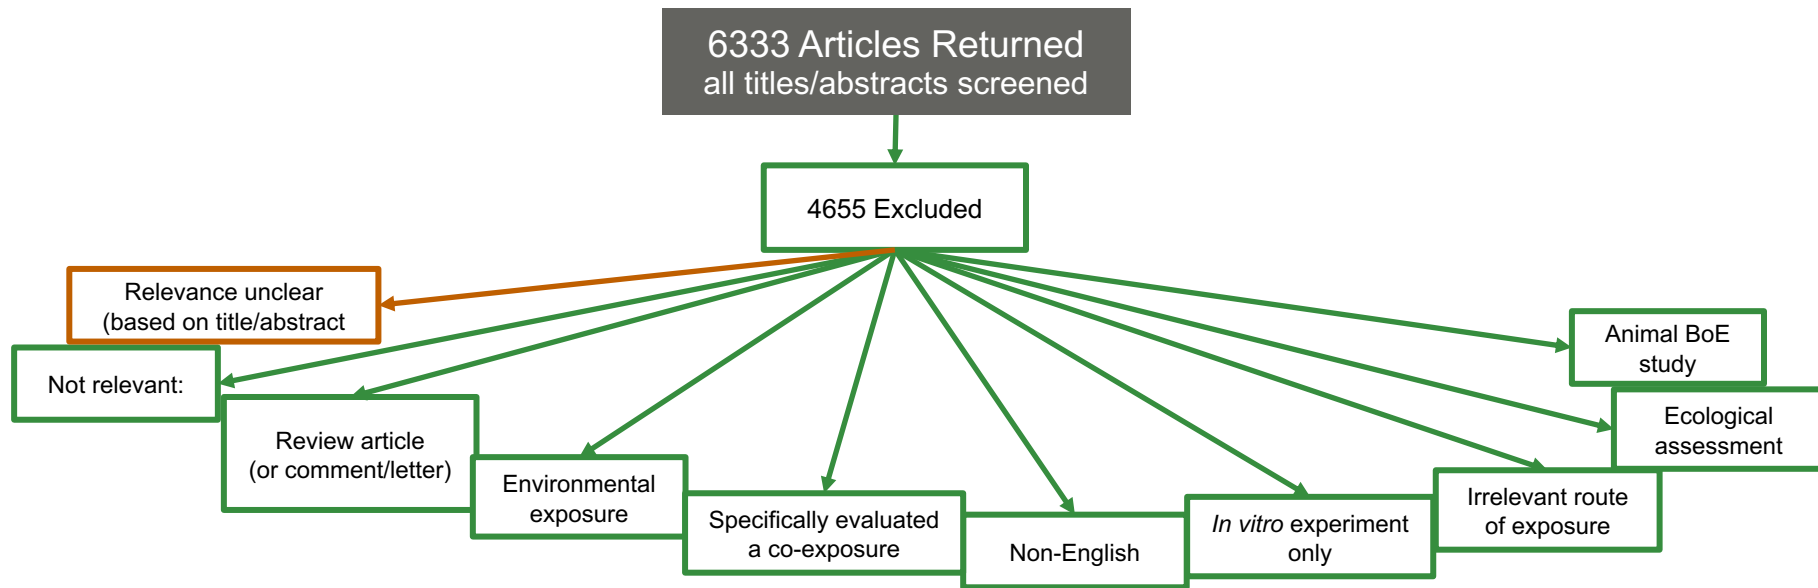 6333 Articles Returned
all titles/abstracts screened
4655 Excluded
Relevance unclear
(based on title/abstract
Not relevant:
Review article
(or comment/letter)
Environmental
exposure
Specifically evaluated
a co-exposure
Non-English
In vitro experiment
only
Irrelevant route
of exposure
Ecological
assessment
Animal BoE
study